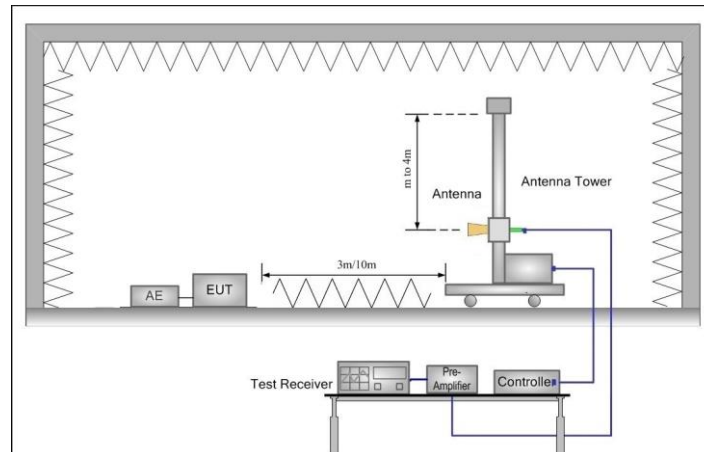 m to 4m
Antenna
Antenna Tower
3m/10m
AE
EUT
Test Receiver
Pre-
Amplifier
Controlle